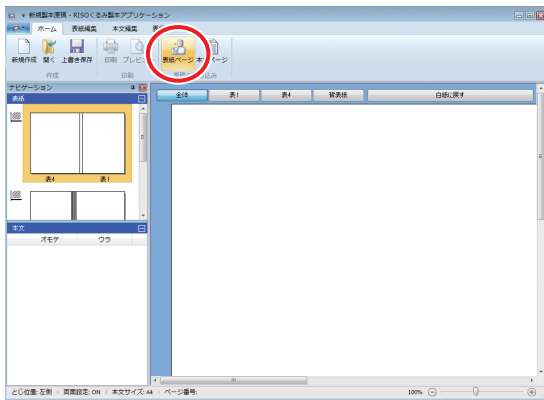 新規製本原稿 - RISOくるみ製本アプリケーション
ホーム 表紙編集 本文編集 表
新規作成 開く 上書き保存 印刷 プレビュ 表紙ページ 本 ページ
作成 印刷 込み
ナビゲーション
表紙
全体 表1 表4 背表紙 白紙に戻す
表4 表1
本文
オモテ ウラ
とじ位置: 左側 両面設定: ON 本文サイズ: A4 ページ番号: 100%